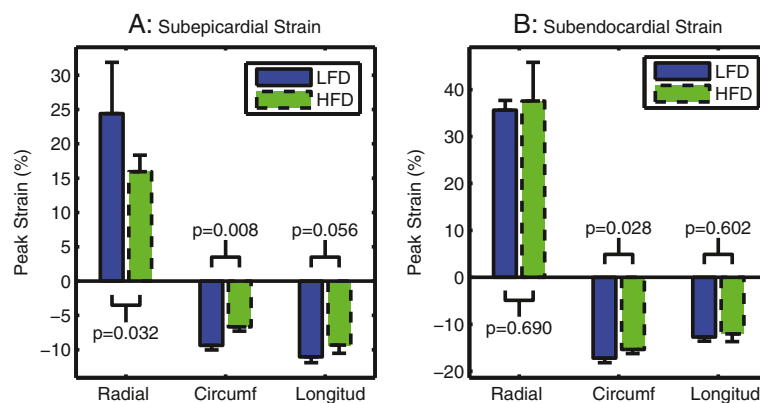 A: Subepicardial Strain
Peak Strain (%)
30
25
20
15
10
5
0
−5
−10
LFD
HFD
p=0.008
p=0.056
p=0.032
Radial
Circumf
Longitud
B: Subendocardial Strain
Peak Strain (%)
40
30
20
10
0
−10
−20
LFD
HFD
p=0.028
p=0.602
p=0.690
Radial
Circumf
Longitud